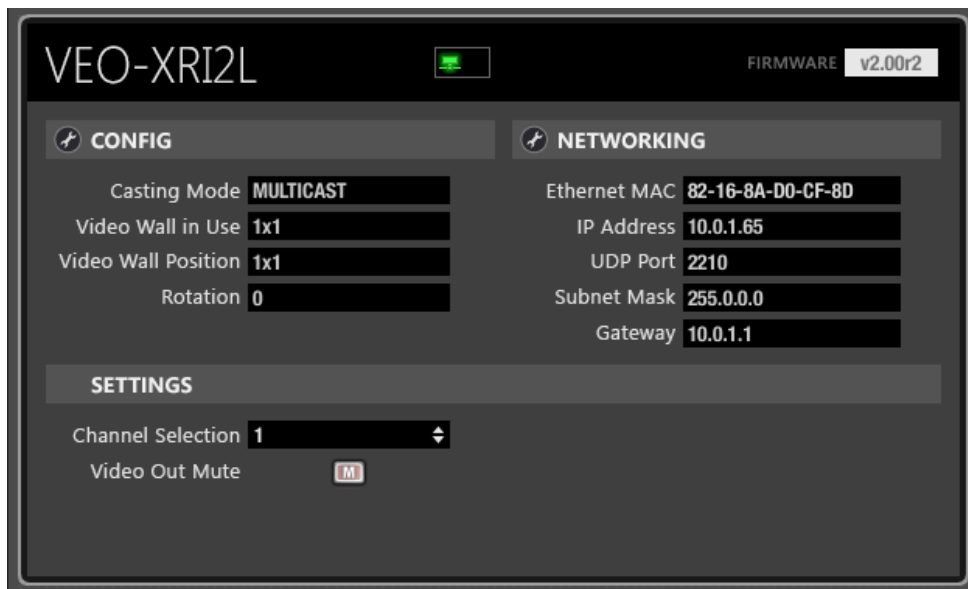 VEO-XRI2L
FIRMWARE v2.00r2
CONFIG
Casting Mode MULTICAST
Video Wall in Use 1x1
Video Wall Position 1x1
Rotation 0
NETWORKING
Ethernet MAC 82-16-8A-D0-CF-8D
IP Address 10.0.1.65
UDP Port 2210
Subnet Mask 255.0.0.0
Gateway 10.0.1.1
SETTINGS
Channel Selection 1
Video Out Mute M